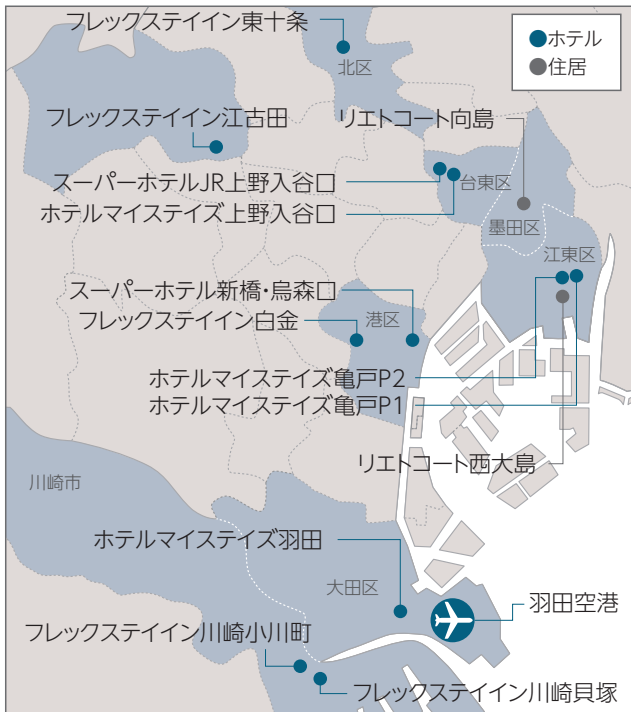 フレックステイイン東十条
ホテル
住居
北区
フレックステイイン江古田
リエトコート向島
スーパーホテルJR上野入谷口
台東区
ホテルマイステイズ上野入谷口
墨田区
江東区
スーパーホテル新橋・烏森口
フレックステイイン白金
港区
ホテルマイステイズ亀戸P2
ホテルマイステイズ亀戸P1
リエトコート西大島
川崎市
ホテルマイステイズ羽田
大田区
羽田空港
フレックステイイン川崎小川町
フレックステイイン川崎貝塚